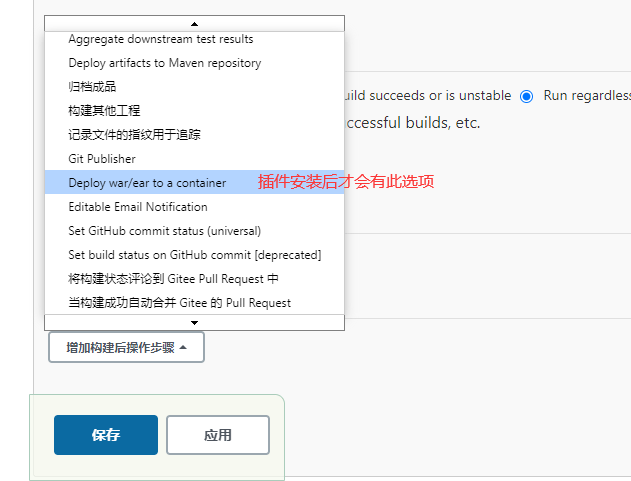 Aggregate downstream test results
Deploy artifacts to Maven repository
归档成品
构建其他工程
uild succeeds or is unstable Run regardless
记录文件的指纹用于追踪
ccessful builds, etc.
Git Publisher
Deploy war/ear to a container 插件安装后才会有此选项
Editable Email Notification
Set GitHub commit status (universal)
Set build status on GitHub commit [deprecated]
将构建状态评论到 Gitee Pull Request 中
当构建成功自动合并 Gitee 的 Pull Request
增加构建后操作步骤
保存 应用